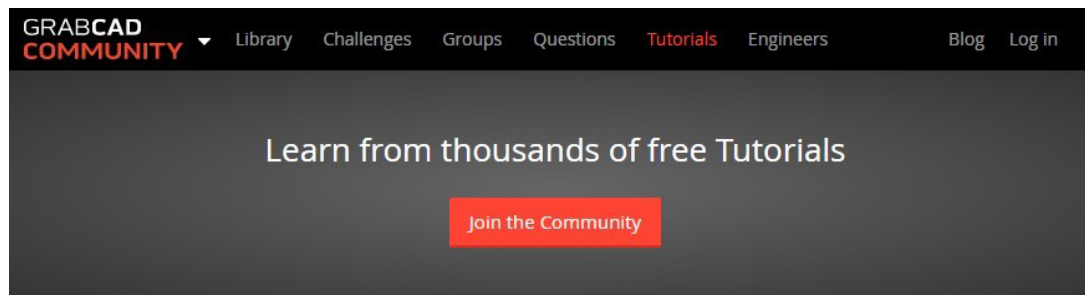 GRABCAD
COMMUNITY
Library Challenges Groups Questions Tutorials Engineers Blog Log in
Learn from thousands of free Tutorials
Join the Community